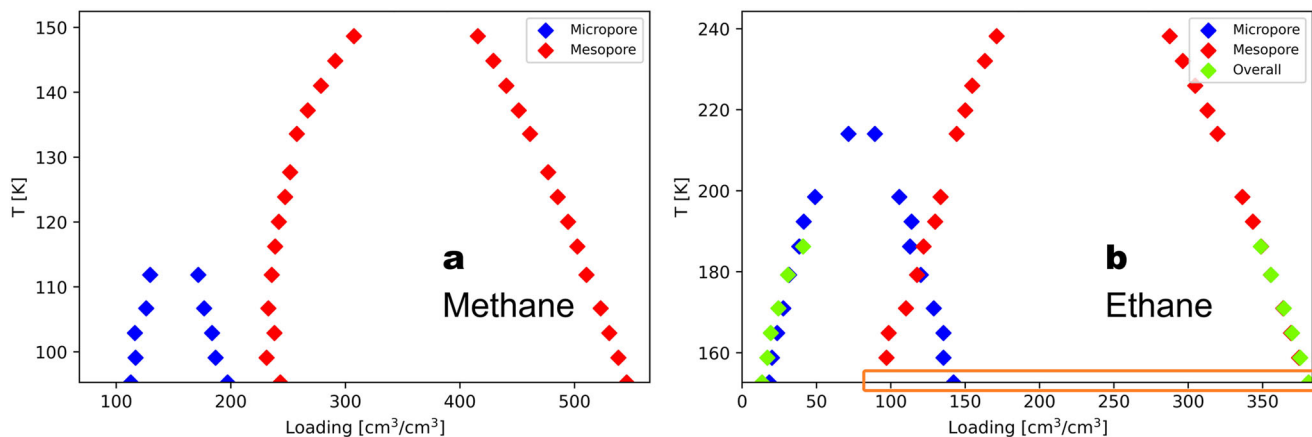 150
140
130
120
110
100
T [K]
Micropore
Mesopore
a
Methane
100 200 300 400 500
Loading [cm³/cm³]
240
220
200
180
160
T [K]
Micropore
Mesopore
Overall
b
Ethane
0 50 100 150 200 250 300 350
Loading [cm³/cm³]